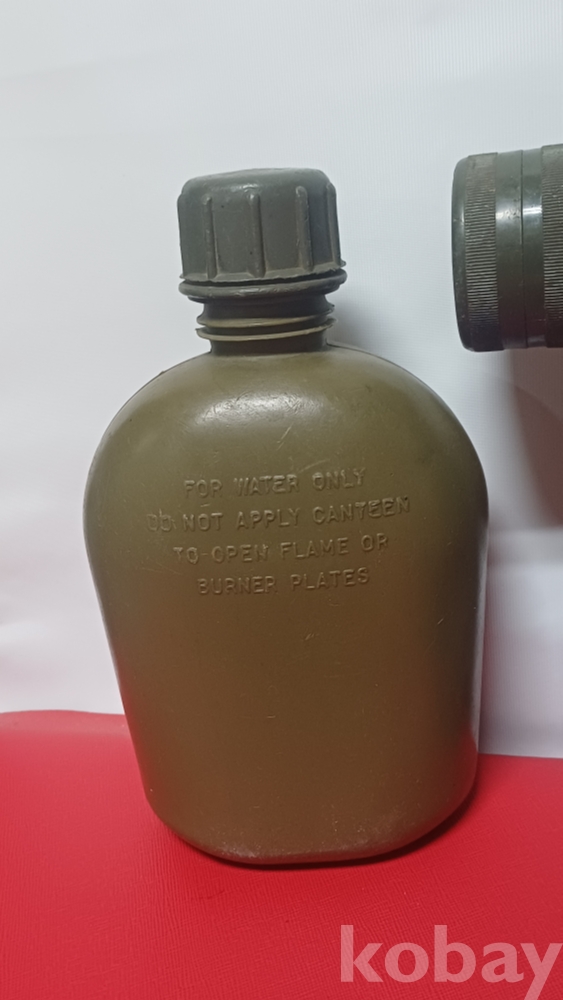 FOR WATER ONLY
DO NOT APPLY CANTEEN
TO OPEN FLAME OR
BURNER PLATES
kobay